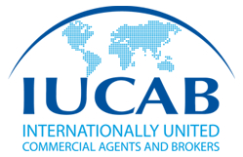 IUCAB
INTERNATIONALLY UNITED
COMMERCIAL AGENTS AND BROKERS